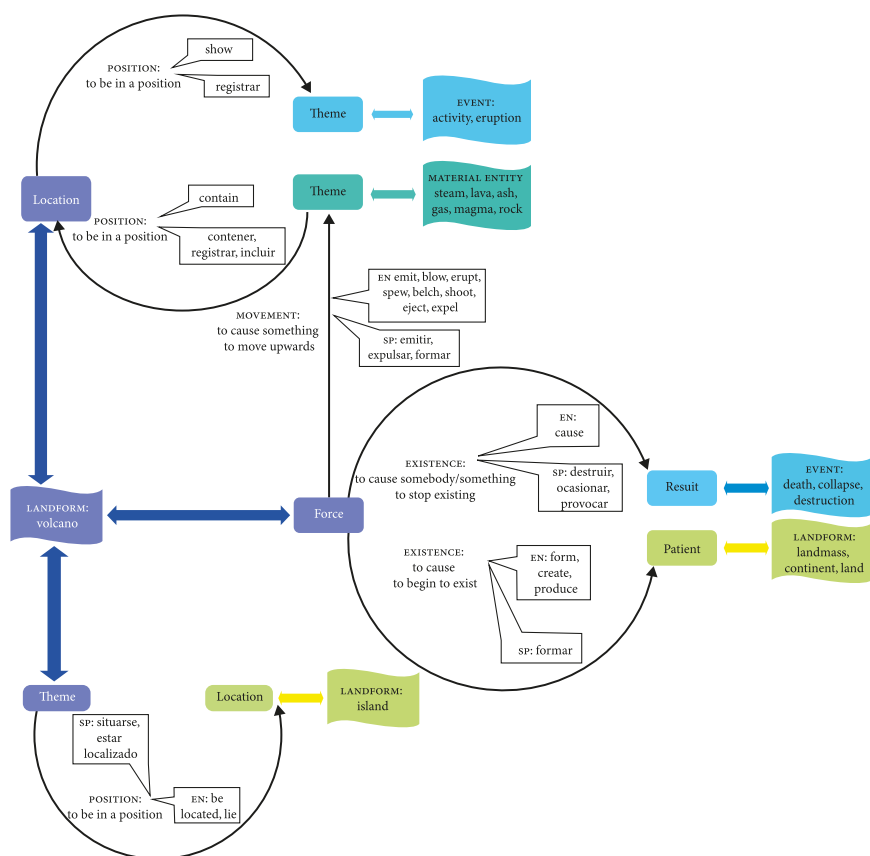 show
POSITION:
to be in a position
registrar
Theme
EVENT:
activity, eruption
Location
Theme
MATERIAL ENTITY
steam, lava, ash,
gas, magma, rock
contain
POSITION:
to be in a position
contener,
registrar, incluir
EN emit, blow, erupt,
spew, belch, shoot,
eject, expel
MOVEMENT:
to cause something
to move upwards
SP: emitir,
expulsar, formar
EN:
cause
EXISTENCE:
to cause somebody/something
to stop existing
SP: destruir,
ocasionar,
provocar
Resuit
EVENT:
death, collapse,
destruction
LANDFORM:
volcano
Force
Patient
LANDFORM:
landmass,
continent, land
EXISTENCE:
to cause
to begin to exist
EN: form,
create,
produce
SP: formar
Theme
Location
LANDFORM:
island
SP: situarse,
estar
localizado
POSITION:
to be in a position
EN: be
located, lie